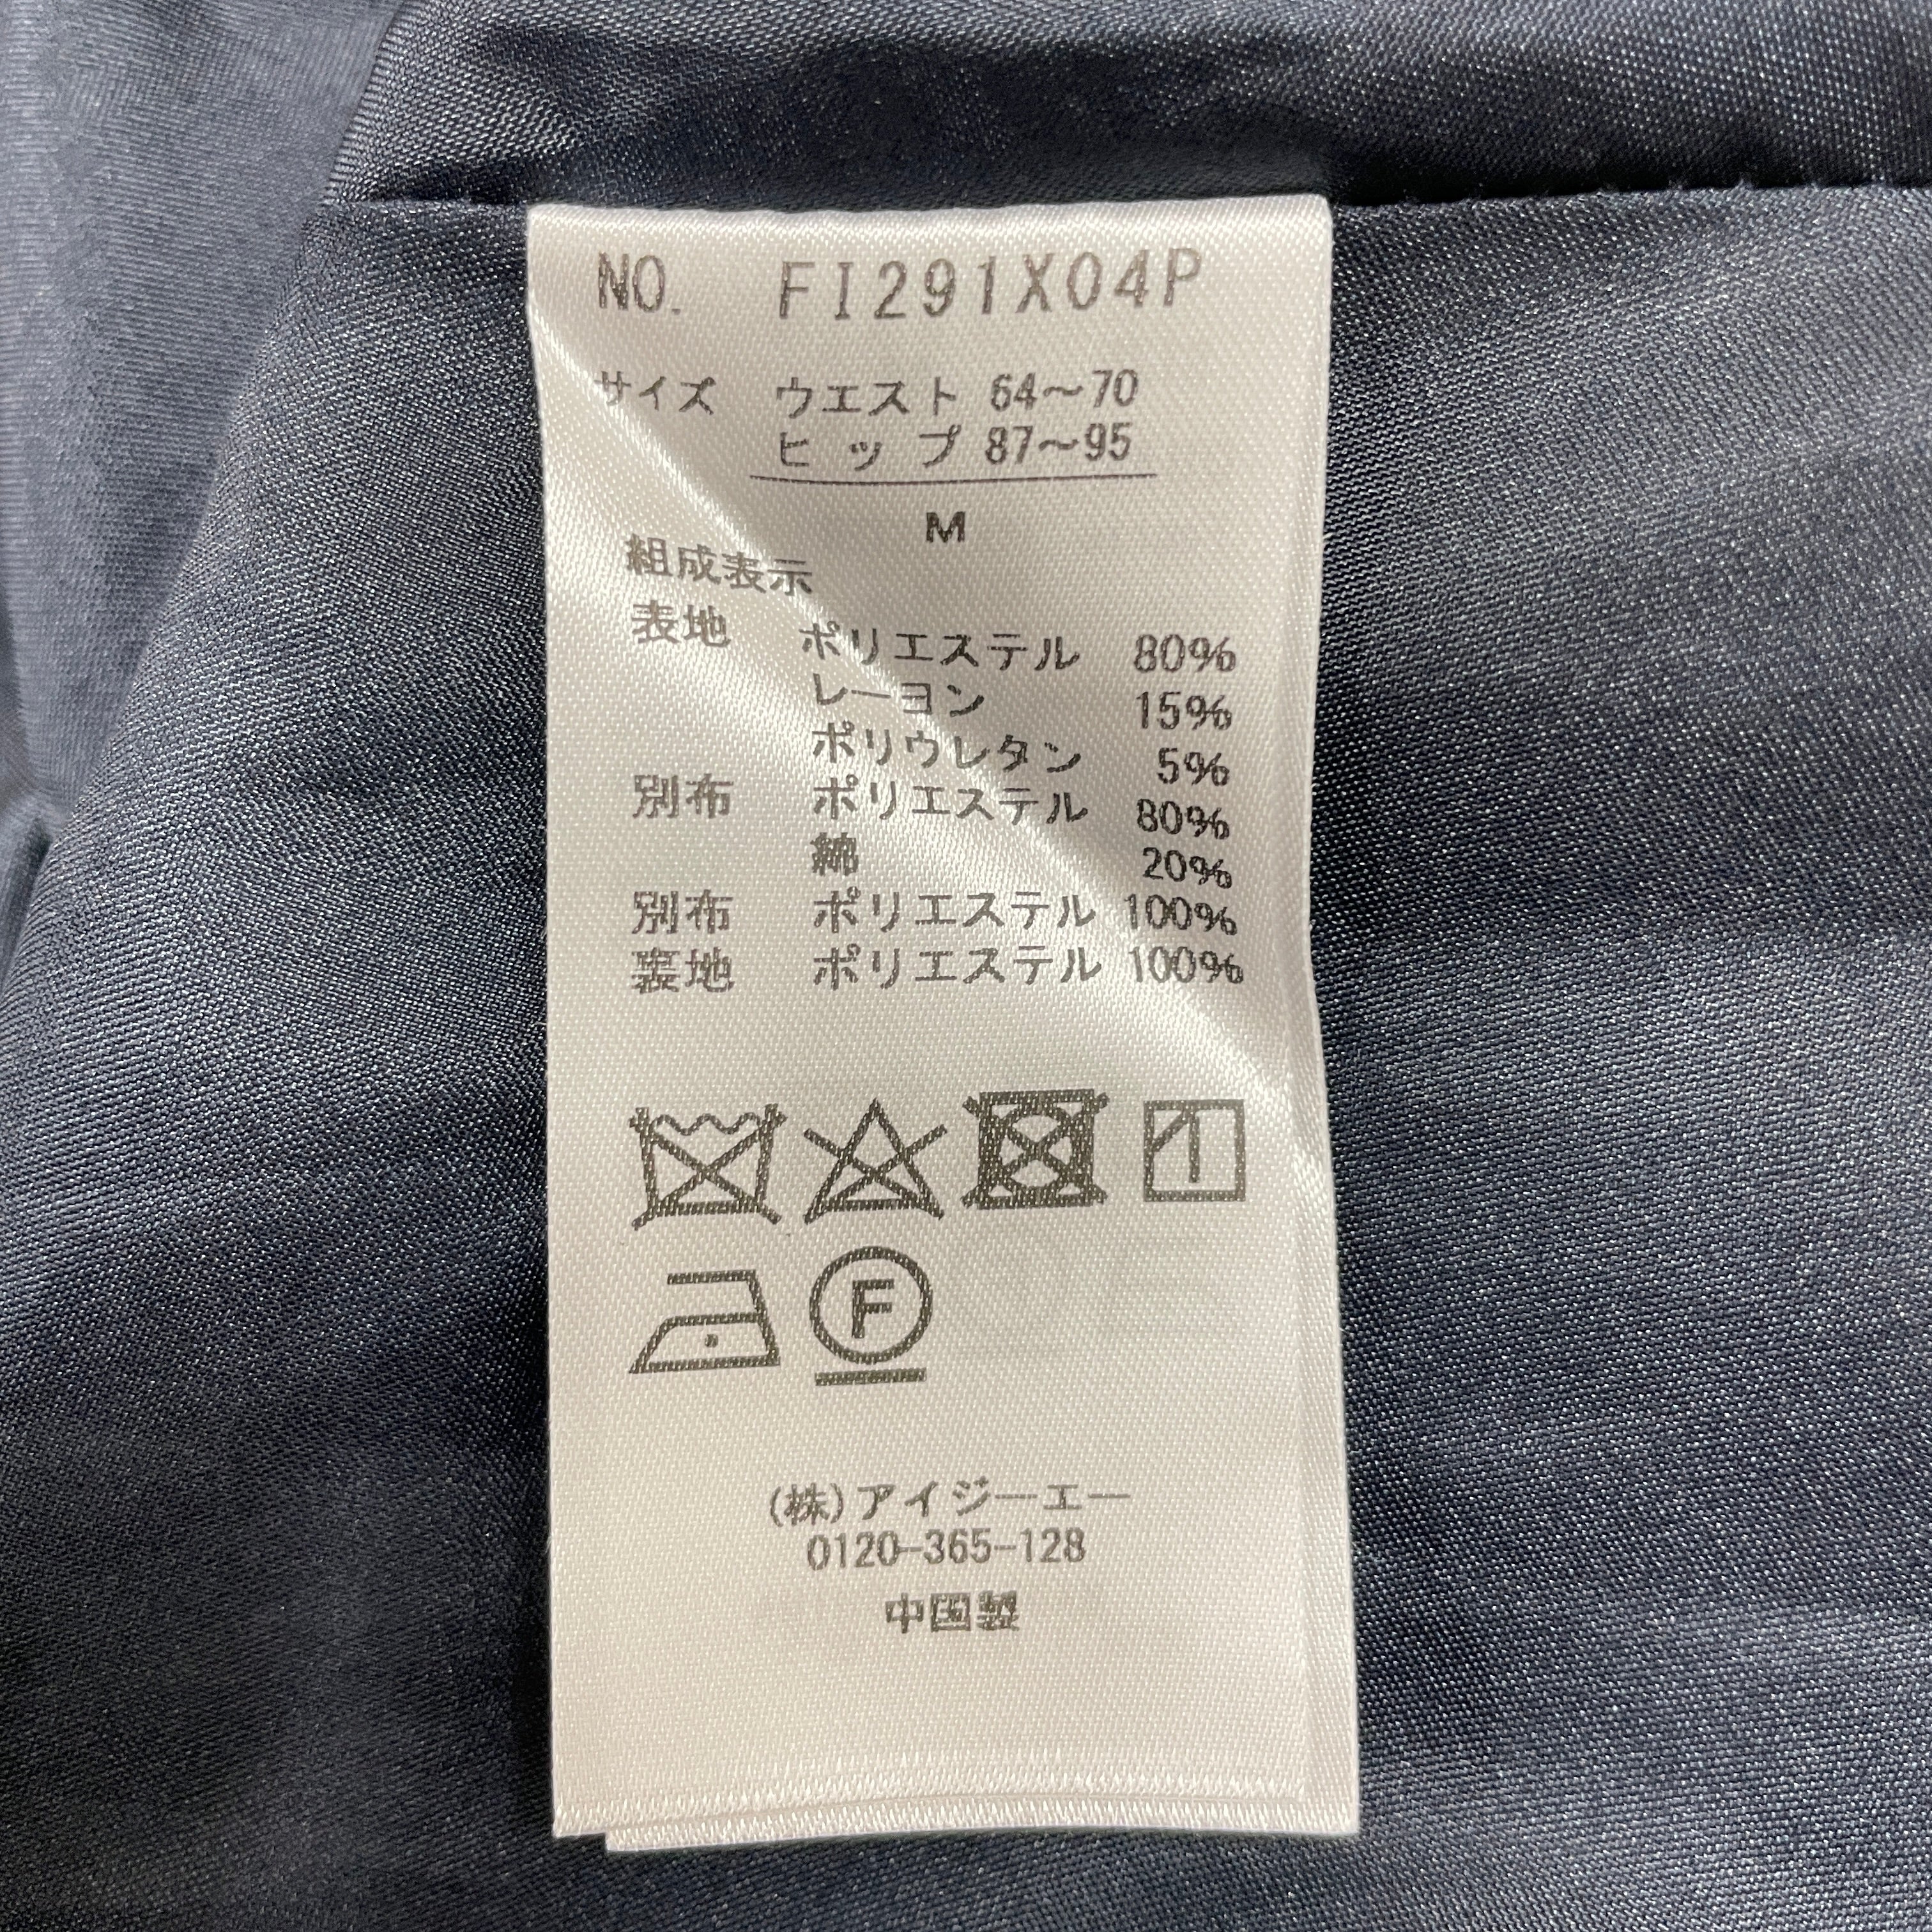 NO. FI291X04P
サイズ ウエスト 64～70
ヒップ 87～95
M
組成表示
表地 ポリエステル 80%
レーヨン 15%
ポリウレタン 5%
別布 ポリエステル 80%
綿 20%
別布 ポリエステル 100%
裏地 ポリエステル 100%
F
(株)アイジーエー
0120-365-128
中国製